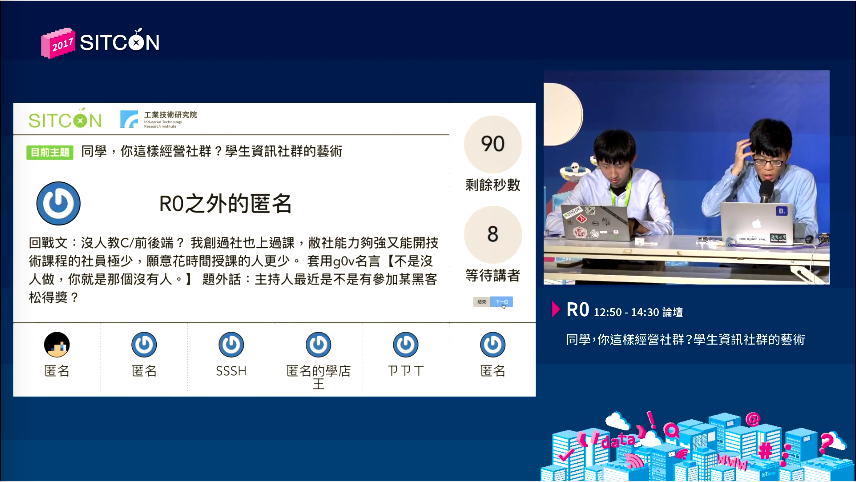 2017 SITCON
SITCON 工業技術研究院
Industrial Technology
Research Institute
目前主題 同學，你這樣經營社群？學生資訊社群的藝術
90
剩餘秒數
R0之外的匿名
回戰文：沒人教C/前後端？ 我創過社也上過課，敝社能力夠強又能開技
術課程的社員極少，願意花時間授課的人更少。 套用g0v名言【不是沒
人做，你就是那個沒有人。】 題外話：主持人最近是不是有參加某黑客
松得獎？
8
等待講者
結束 下一位
匿名
匿名
SSSH
匿名的學店
王
ㄗㄗㄒ
匿名
R0 12:50 - 14:30 論壇
同學,你這樣經營社群?學生資訊社群的藝術
data
www